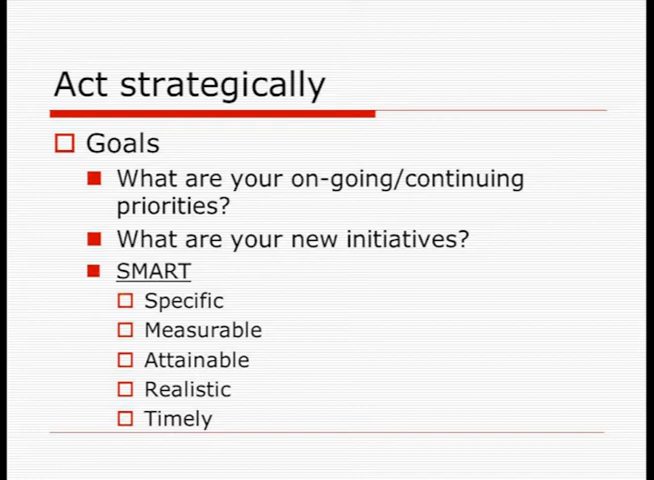 Act strategically
Goals
What are your on-going/continuing
priorities?
What are your new initiatives?
SMART
Specific
Measurable
Attainable
Realistic
Timely